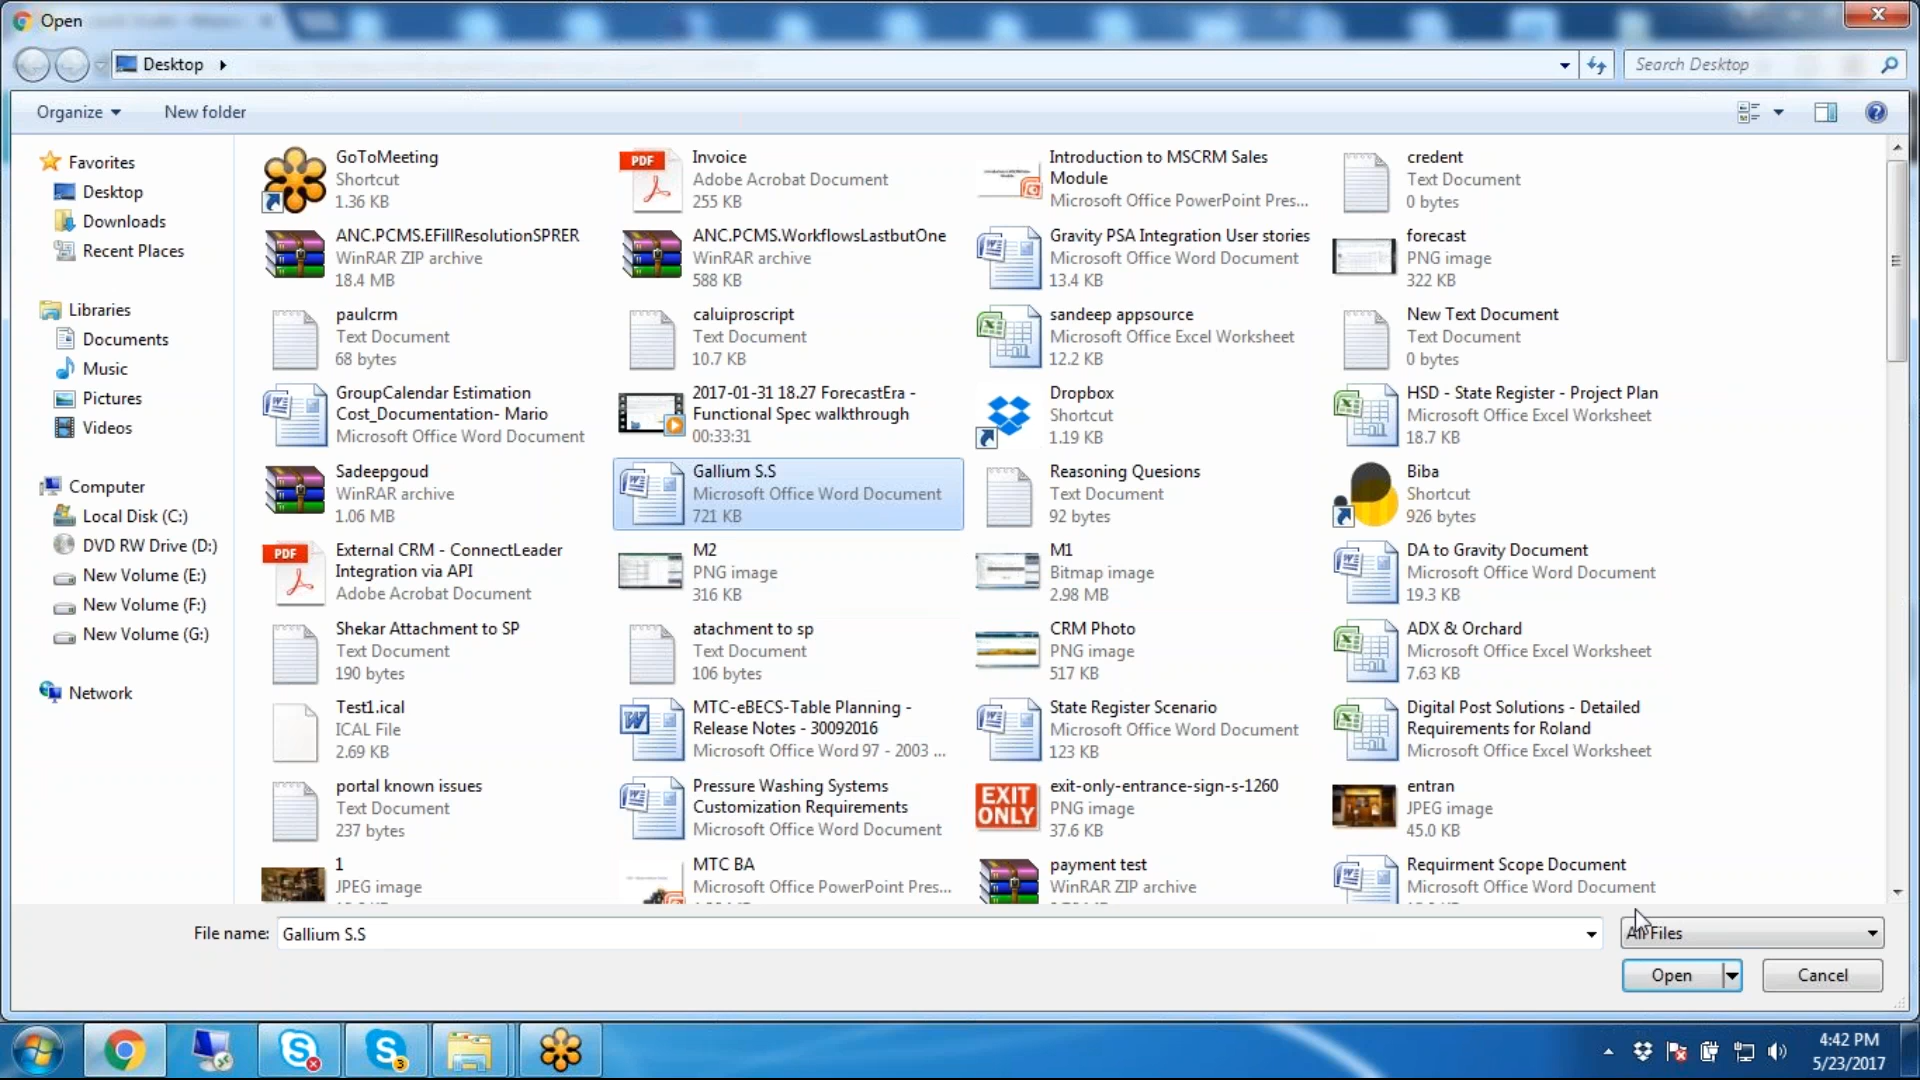 Open
Desktop
Search Desktop
Organize
New folder
Favorites
Desktop
Downloads
Recent Places
Libraries
Documents
Music
Pictures
Videos
Computer
Local Disk (C:)
DVD RW Drive (D:)
New Volume (E:)
New Volume (F:)
New Volume (G:)
Network
GoToMeeting
Shortcut
1.36 KB
PDF
Invoice
Adobe Acrobat Document
255 KB
Introduction to MSCRM Sales
Module
Microsoft Office PowerPoint Pres...
credent
Text Document
0 bytes
ANC.PCMS.EFillResolutionSPRER
WinRAR ZIP archive
18.4 MB
ANC.PCMS.WorkflowsLastbutOne
WinRAR archive
588 KB
Gravity PSA Integration User stories
Microsoft Office Word Document
13.4 KB
forecast
PNG image
322 KB
paulcrm
Text Document
68 bytes
caluiproscript
Text Document
10.7 KB
sandeep appsource
Microsoft Office Excel Worksheet
12.2 KB
New Text Document
Text Document
0 bytes
GroupCalendar Estimation
Cost_Documentation- Mario
Microsoft Office Word Document
2017-01-31 18.27 ForecastEra -
Functional Spec walkthrough
00:33:31
Dropbox
Shortcut
1.19 KB
HSD - State Register - Project Plan
Microsoft Office Excel Worksheet
18.7 KB
Sadeepgoud
WinRAR archive
1.06 MB
Gallium S.S
Microsoft Office Word Document
721 KB
Reasoning Quesions
Text Document
92 bytes
Biba
Shortcut
926 bytes
PDF
External CRM - ConnectLeader
Integration via API
Adobe Acrobat Document
M2
PNG image
316 KB
M1
Bitmap image
2.98 MB
DA to Gravity Document
Microsoft Office Word Document
19.3 KB
Shekar Attachment to SP
Text Document
190 bytes
atachment to sp
Text Document
106 bytes
CRM Photo
PNG image
517 KB
ADX & Orchard
Microsoft Office Excel Worksheet
7.63 KB
Test1.ical
ICAL File
2.69 KB
MTC-eBECS-Table Planning -
Release Notes - 30092016
Microsoft Office Word 97 - 2003 ...
State Register Scenario
Microsoft Office Word Document
123 KB
Digital Post Solutions - Detailed
Requirements for Roland
Microsoft Office Excel Worksheet
portal known issues
Text Document
237 bytes
Pressure Washing Systems
Customization Requirements
Microsoft Office Word Document
EXIT
ONLY
exit-only-entrance-sign-s-1260
PNG image
37.6 KB
entran
JPEG image
45.0 KB
1
JPEG image
MTC BA
Microsoft Office PowerPoint Pres...
payment test
WinRAR ZIP archive
Requirment Scope Document
Microsoft Office Word Document
File name:
Gallium S.S
All Files
Open
Cancel
3
4:42 PM
5/23/2017